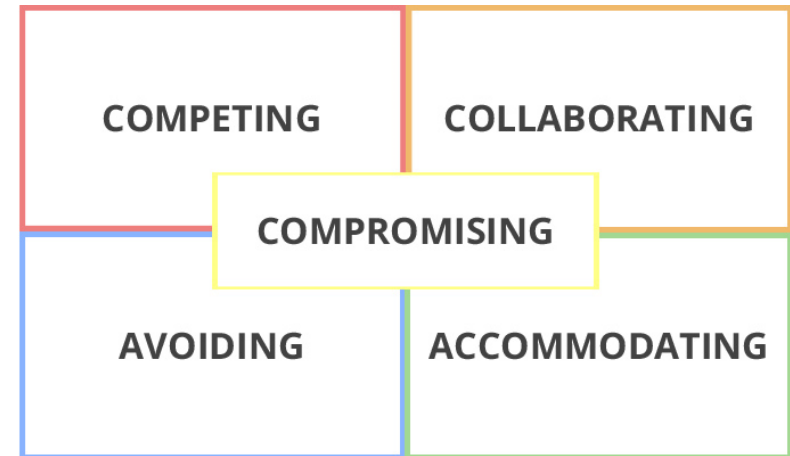 COMPETING
COLLABORATING
COMPROMISING
AVOIDING
ACCOMMODATING